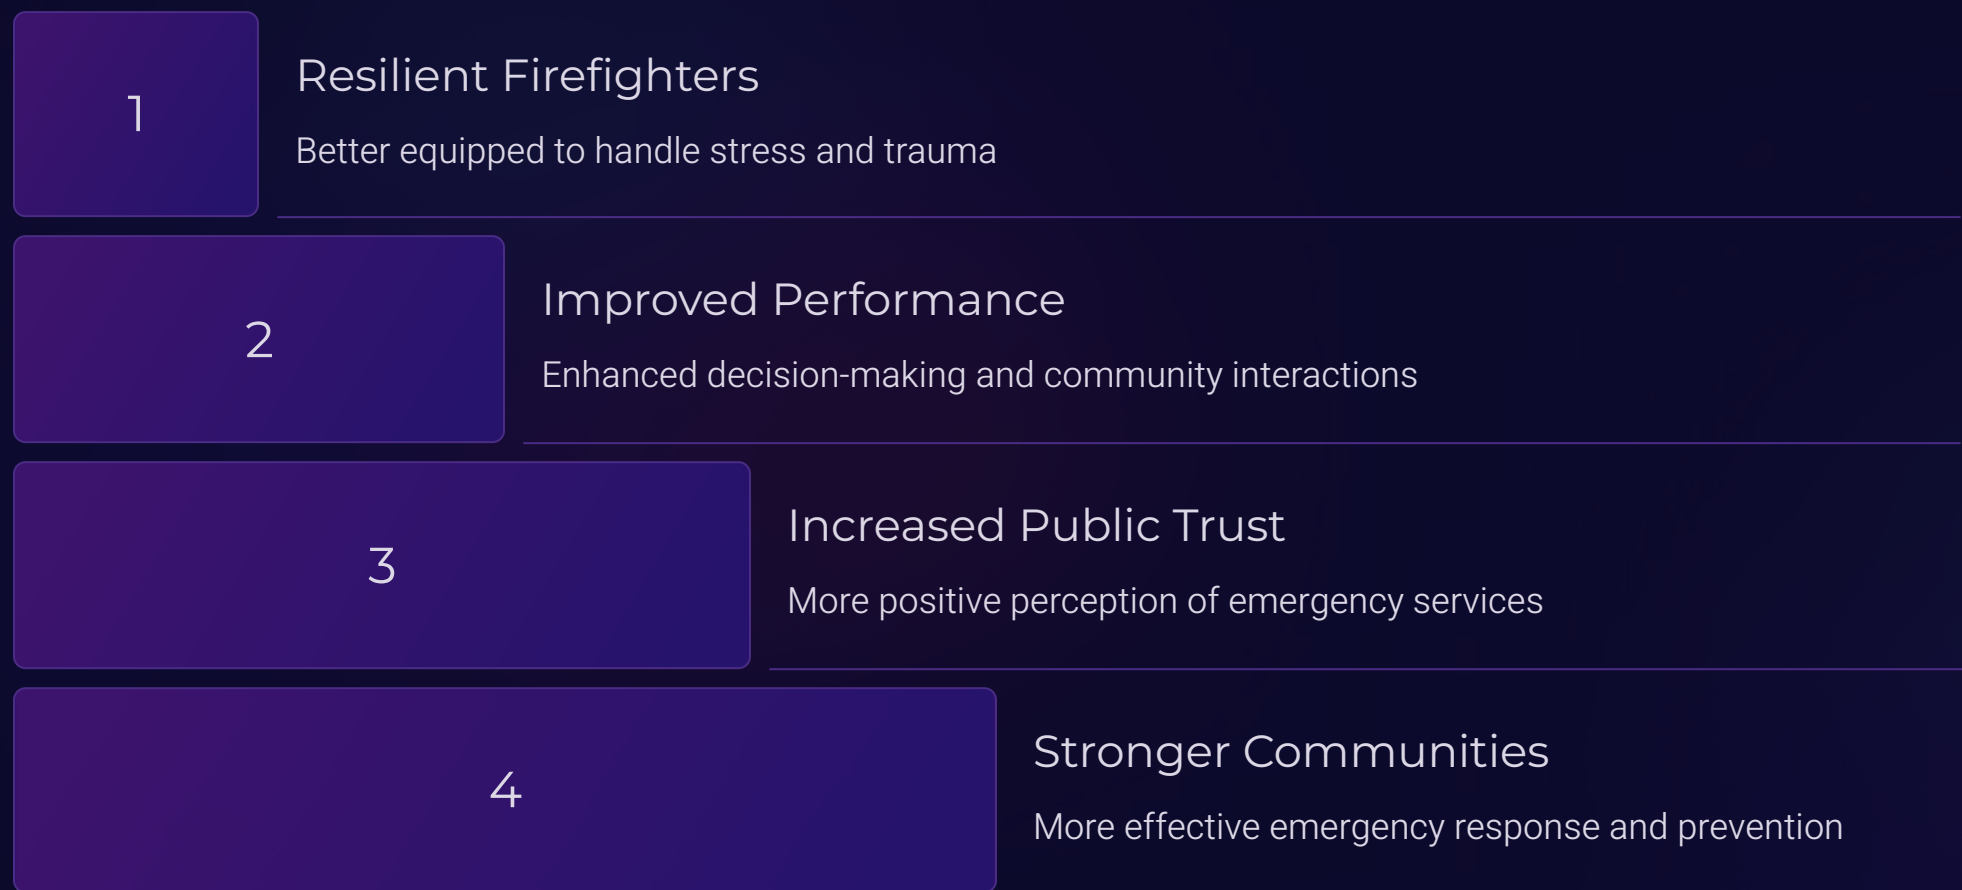 1
Resilient Firefighters
Better equipped to handle stress and trauma
2
Improved Performance
Enhanced decision-making and community interactions
3
Increased Public Trust
More positive perception of emergency services
4
Stronger Communities
More effective emergency response and prevention